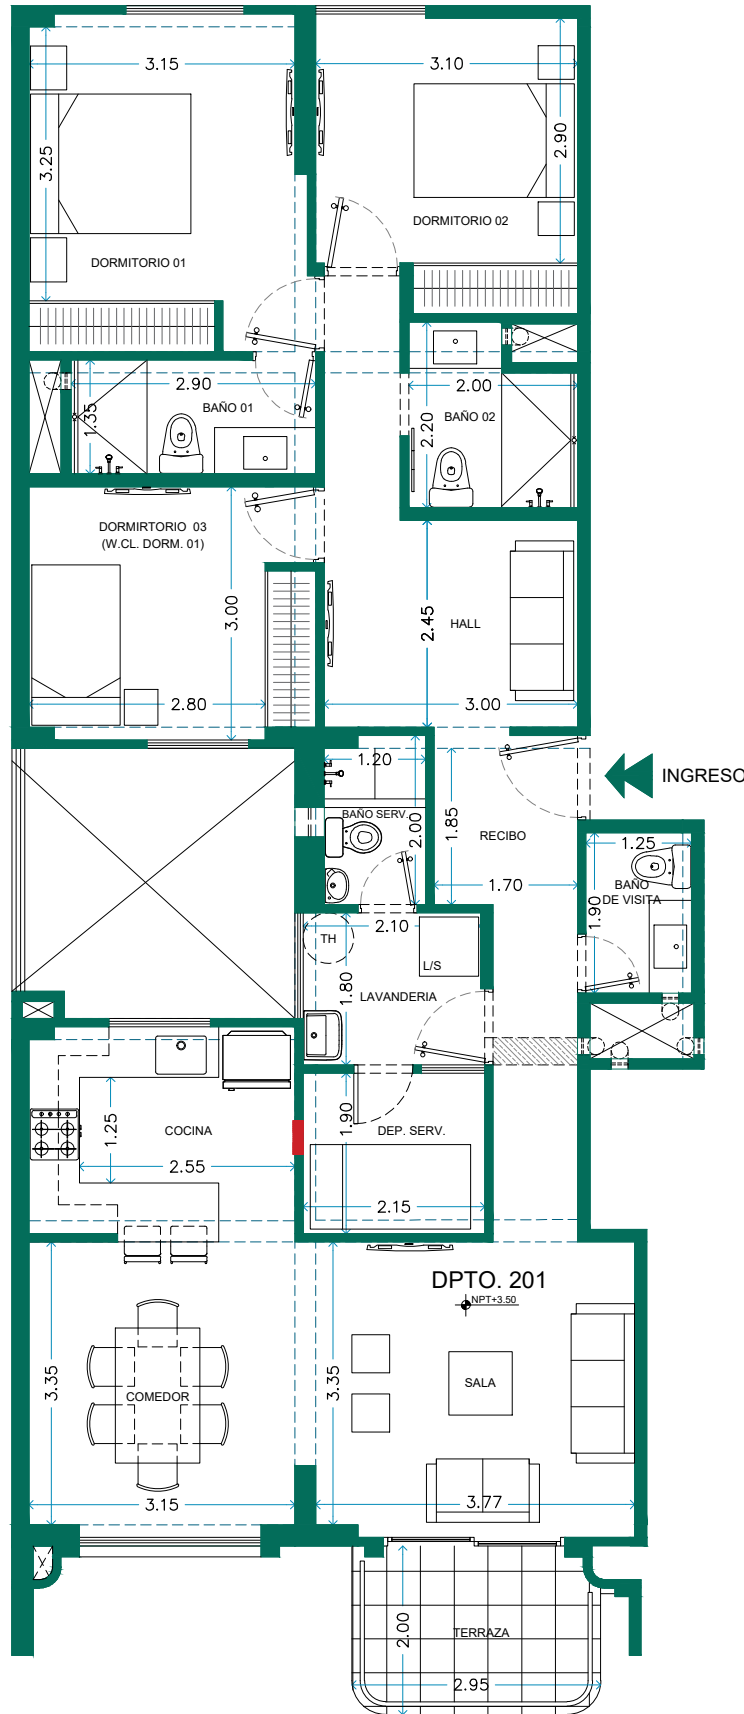 3.15
3.10
3.25
2.90
DORMITORIO 02
DORMITORIO 01
2.90
1.35
BAÑO 01
2.00
BAÑO 02
2.20
DORMIRTORIO 03
(W.CL. DORM. 01)
3.00
2.80
HALL
2.45
3.00
INGRESO
1.20
BAÑO SERV.
2.00
1.85
RECIBO
1.70
1.25
BAÑO
DE VISITA
1.90
2.10
TH
L/S
LAVANDERIA
1.80
COCINA
1.25
2.55
1.90
DEP. SERV.
2.15
DPTO. 201
NPT+3.50
3.35
COMEDOR
3.35
SALA
3.15
3.77
2.00
TERRAZA
2.95